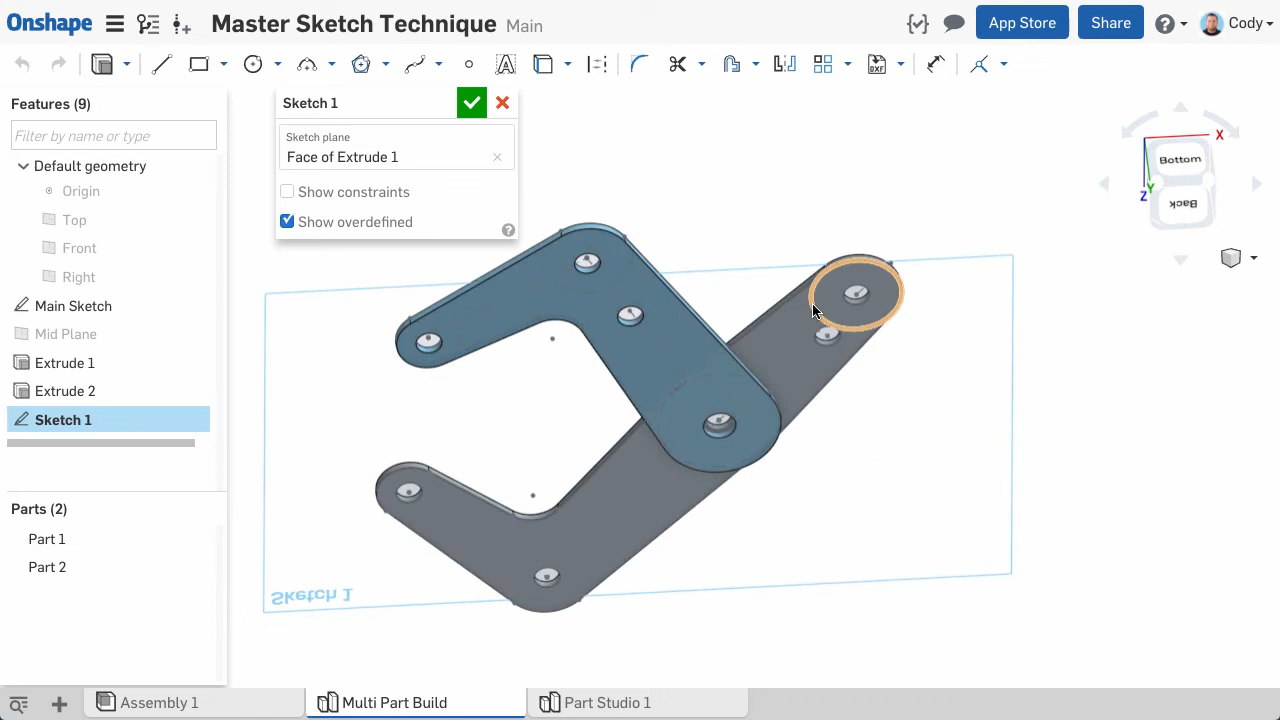 Onshape Master Sketch Technique Main App Store Share Cody
Features (9)
Filter by name or type
Default geometry
Origin
Top
Front
Right
Main Sketch
Mid Plane
Extrude 1
Extrude 2
Sketch 1
Parts (2)
Part 1
Part 2
Sketch 1
Sketch plane
Face of Extrude 1
Show constraints
Show overdefined
Sketch 1
X
Bottom
Y
Z
Back
DXF
Assembly 1
Multi Part Build
Part Studio 1